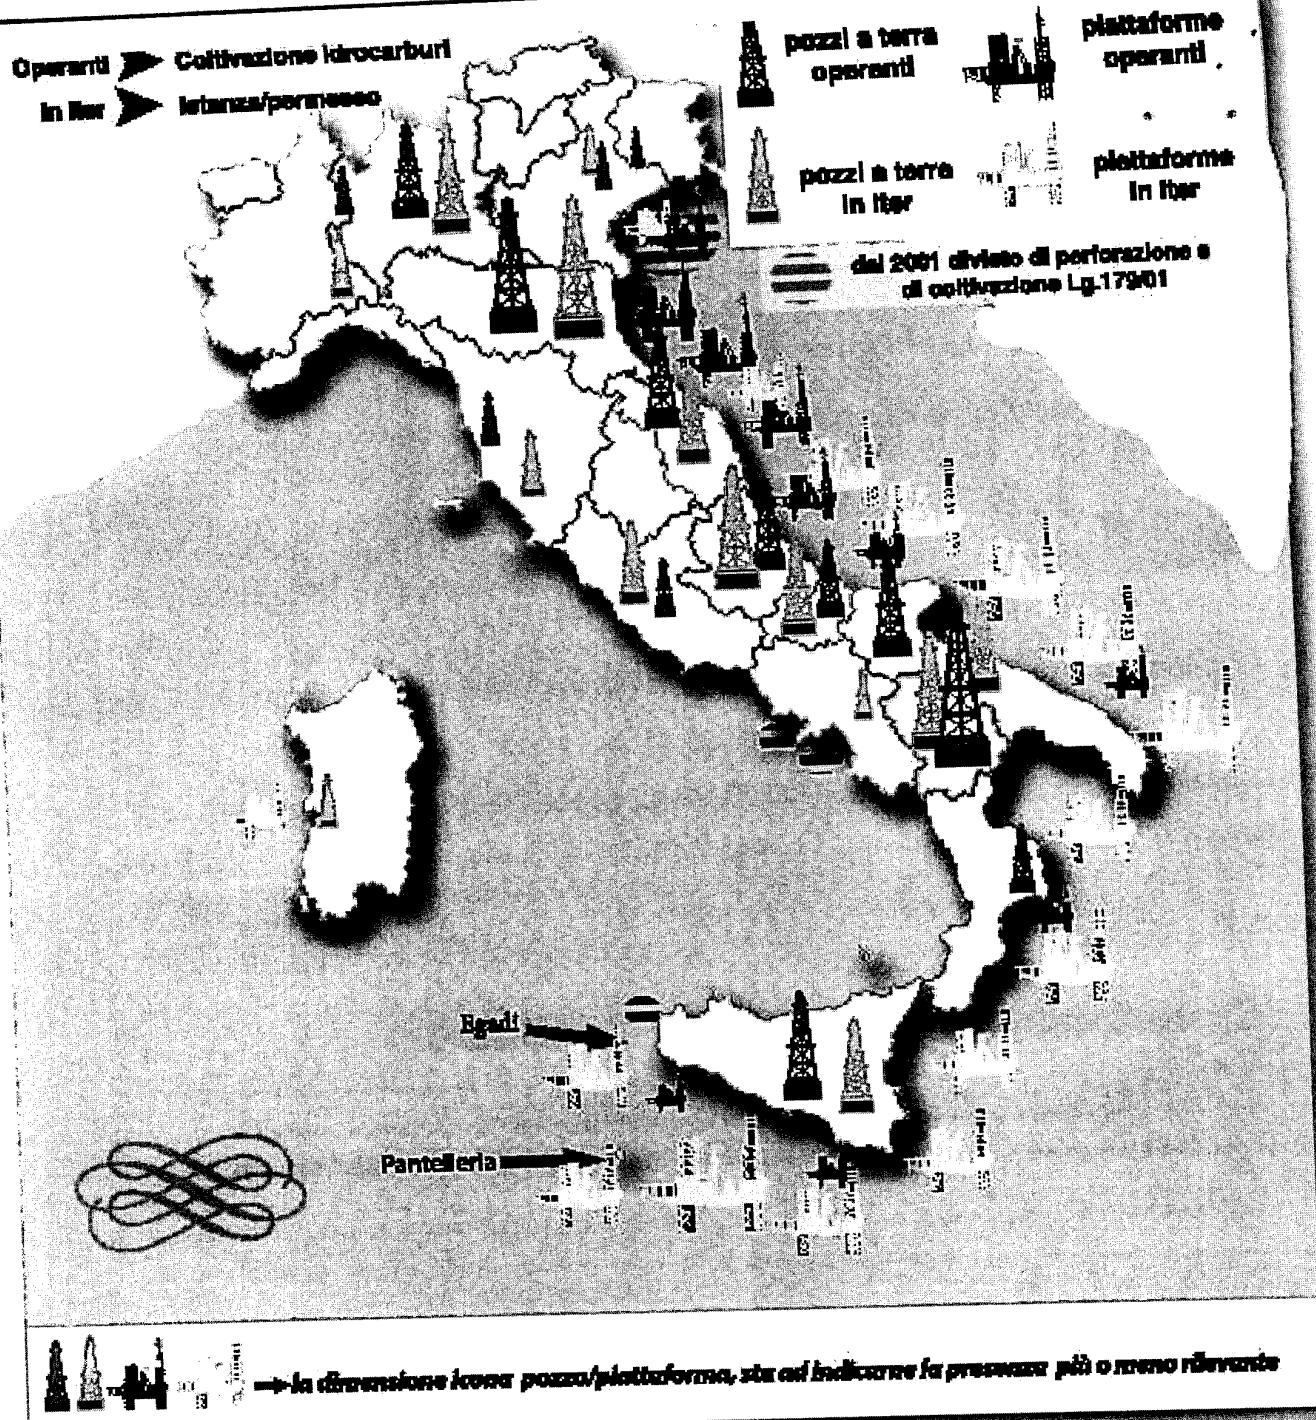 Operanti Coltivazione idrocarburi
In iter Istanza/permesso
pozzi a terra
operanti
piattaforme
operanti
pozzi a terra
in iter
piattaforme
in iter
dal 2001 divieto di perforazione e
di coltivazione Lg.179/01
Egadi
Pantelleria
la dimensione icona pozzo/piattaforma, sta ad indicarne la presenza più o meno rilevante